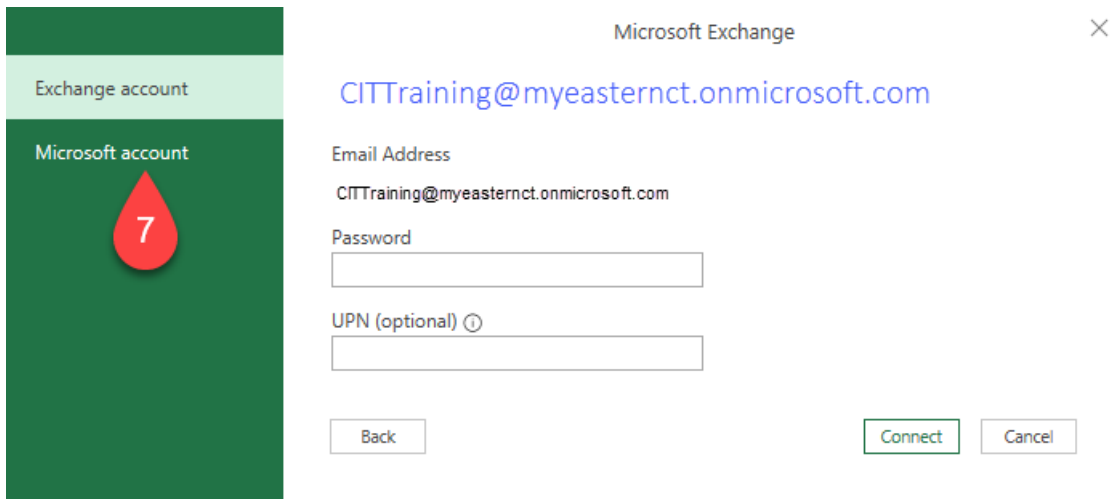 Microsoft Exchange
Exchange account
Microsoft account
7
CITTraining@myeasternct.onmicrosoft.com
Email Address
CITTraining@myeasternct.onmicrosoft.com
Password
UPN (optional)
Back
Connect
Cancel